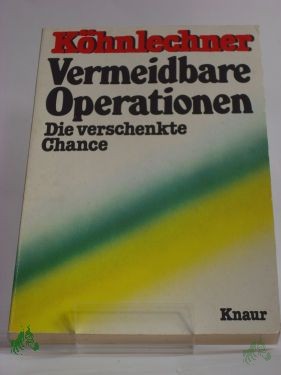 Köhnlechner
Vermeidbare
Operationen
Die verschenkte
Chance
Knaur